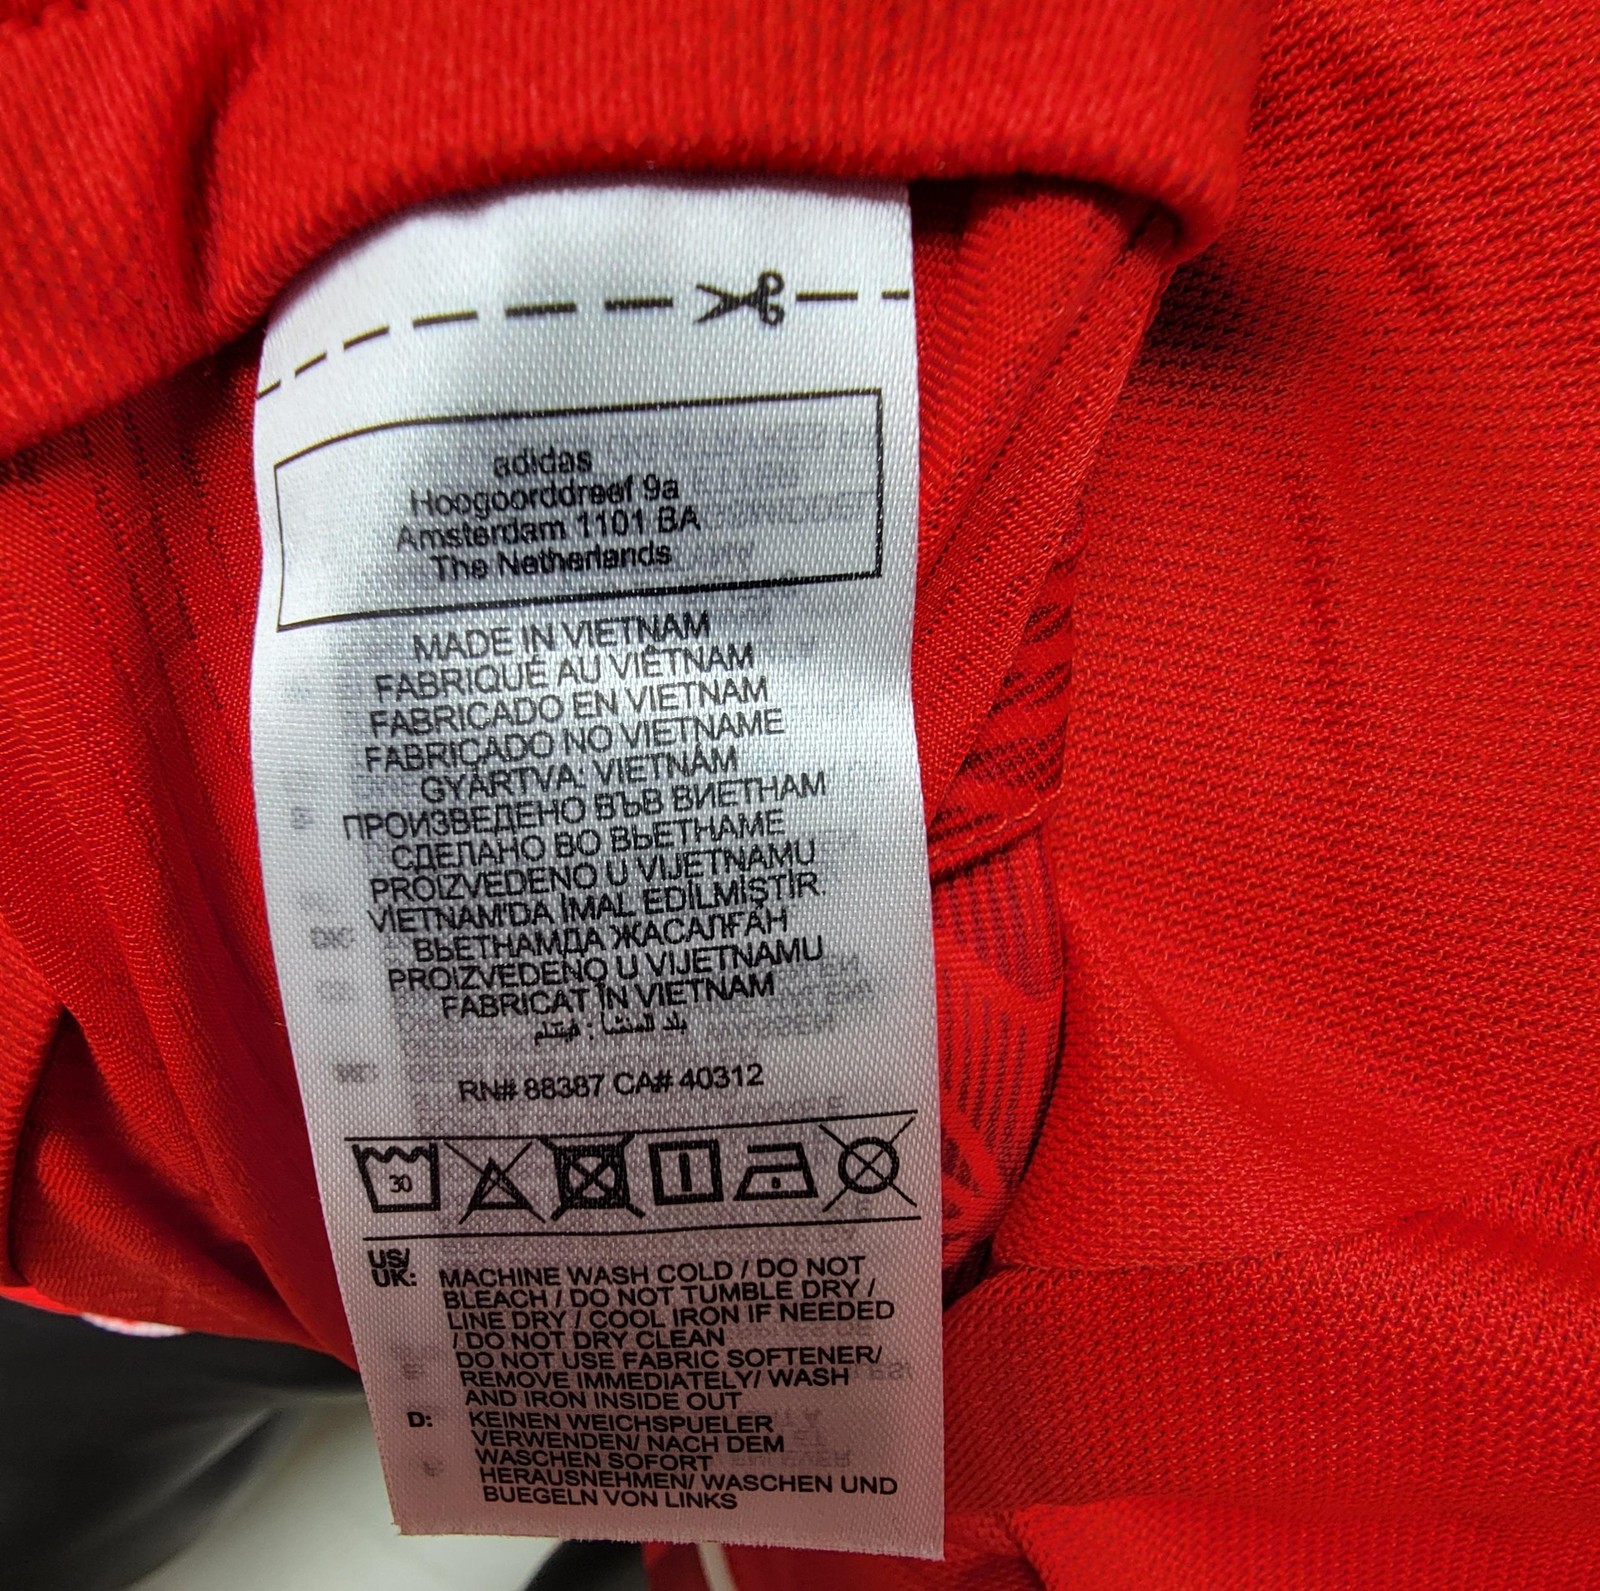 adidas
Hoogoorddreef 9a
Amsterdam 1101 BA
The Netherlands
MADE IN VIETNAM
FABRIQUÉ AU VIÊTNAM
FABRICADO EN VIETNAM
FABRICADO NO VIETNAME
GYÁRTVA: VIETNÁM
ПРОИЗВЕДЕНО ВЪВ ВИЕТНАМ
СДЕЛАНО ВО ВЬЕТНАМЕ
PROIZVEDENO U VIJETNAMU
VİETNAM'DA İMAL EDİLMİŞTİR.
ВЬЕТНАМДА ЖАСАЛҒАН
PROIZVEDENO U VIJETNAMU
FABRICAT ÎN VIETNAM
بلد المنشأ : فيتنام
RN# 88387 CA# 40312
30
US/
UK: MACHINE WASH COLD / DO NOT
BLEACH / DO NOT TUMBLE DRY /
LINE DRY / COOL IRON IF NEEDED
/ DO NOT DRY CLEAN
DO NOT USE FABRIC SOFTENER/
REMOVE IMMEDIATELY/ WASH
AND IRON INSIDE OUT
D: KEINEN WEICHSPUELER
VERWENDEN/ NACH DEM
WASCHEN SOFORT
HERAUSNEHMEN/ WASCHEN UND
BUEGELN VON LINKS